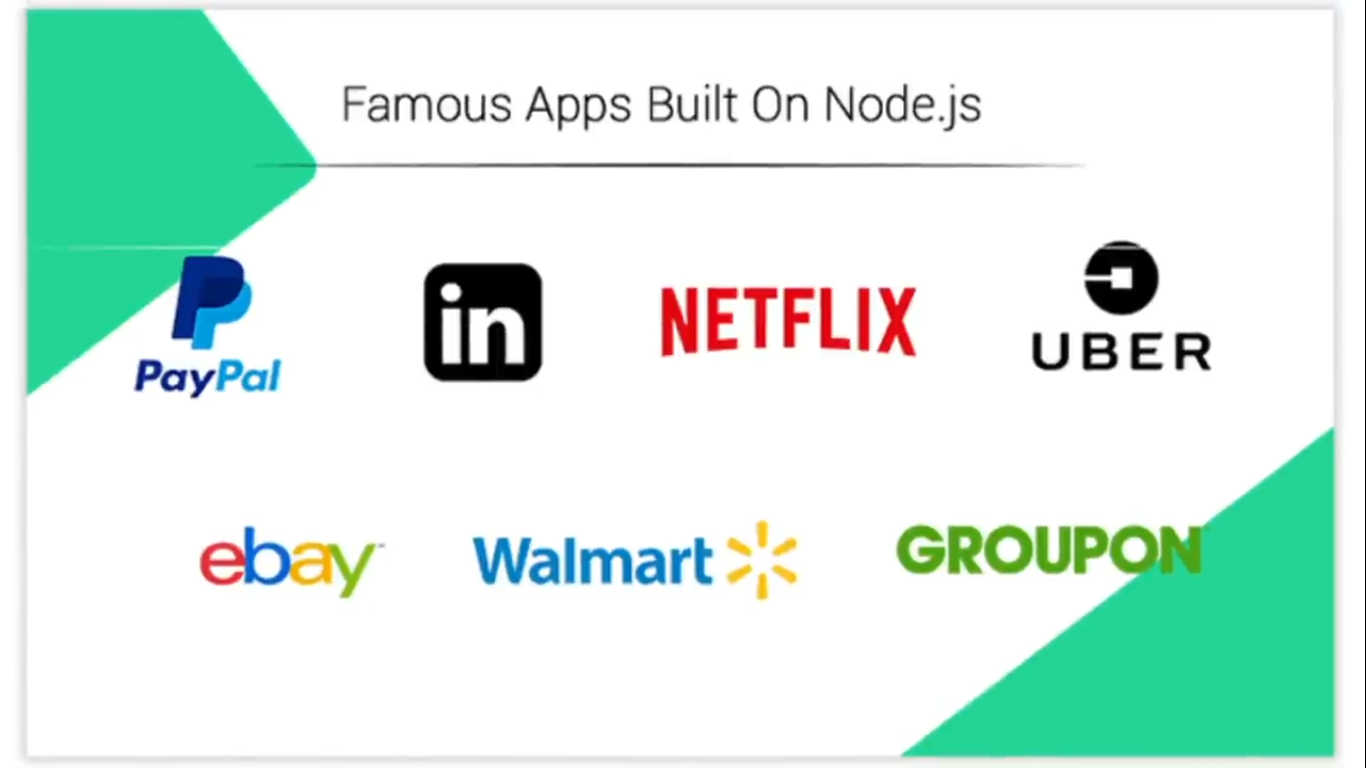 Famous Apps Built On Node.js
PayPal
in
NETFLIX
UBER
ebay
Walmart
GROUPON